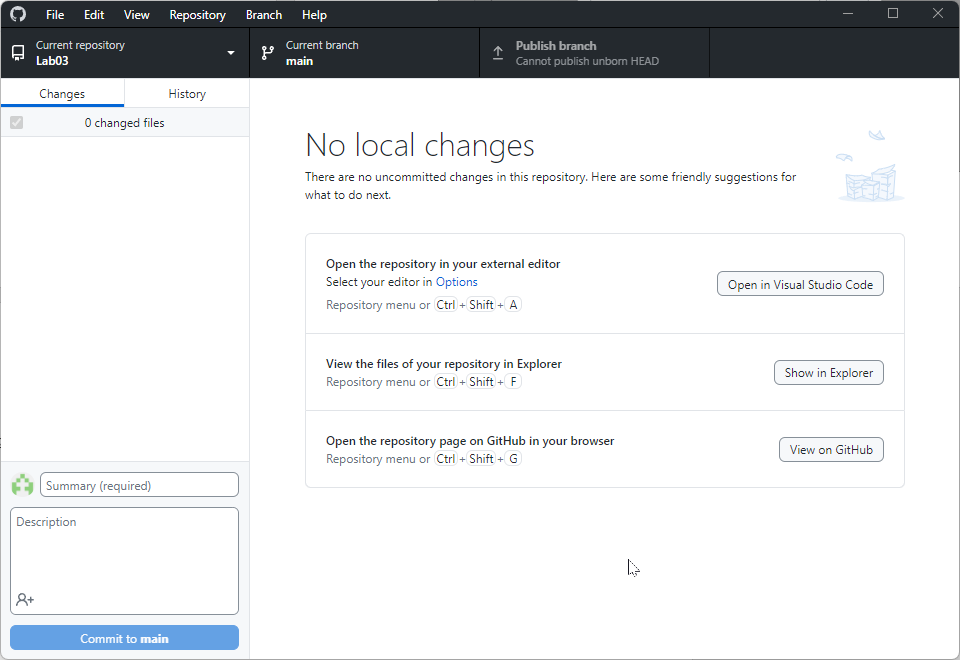 File Edit View Repository Branch Help
Current repository
Lab03
Current branch
main
Publish branch
Cannot publish unborn HEAD
Changes History
0 changed files
No local changes
There are no uncommitted changes in this repository. Here are some friendly suggestions for
what to do next.
Open the repository in your external editor
Select your editor in Options
Repository menu or Ctrl + Shift + A
Open in Visual Studio Code
View the files of your repository in Explorer
Repository menu or Ctrl + Shift + F
Show in Explorer
Open the repository page on GitHub in your browser
Repository menu or Ctrl + Shift + G
View on GitHub
Summary (required)
Description
Commit to main